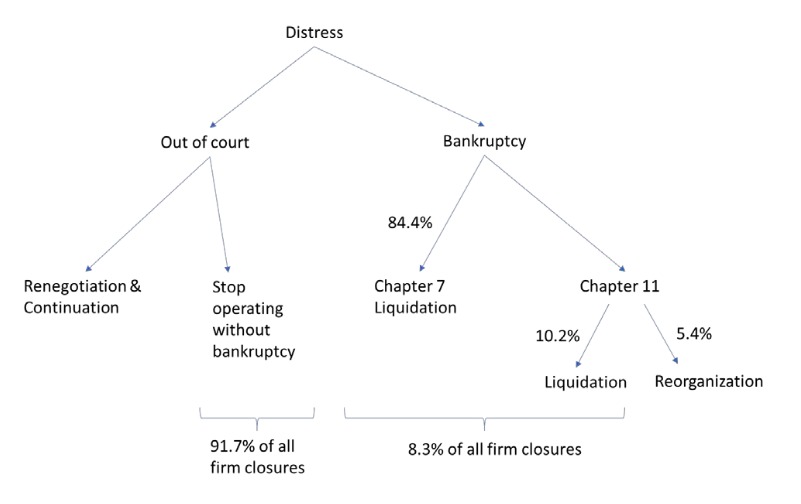 Distress
Out of court
Bankruptcy
84.4%
Renegotiation &
Continuation
Stop
operating
without
bankruptcy
Chapter 7
Liquidation
Chapter 11
10.2%
5.4%
Liquidation
Reorganization
91.7% of all
firm closures
8.3% of all firm closures